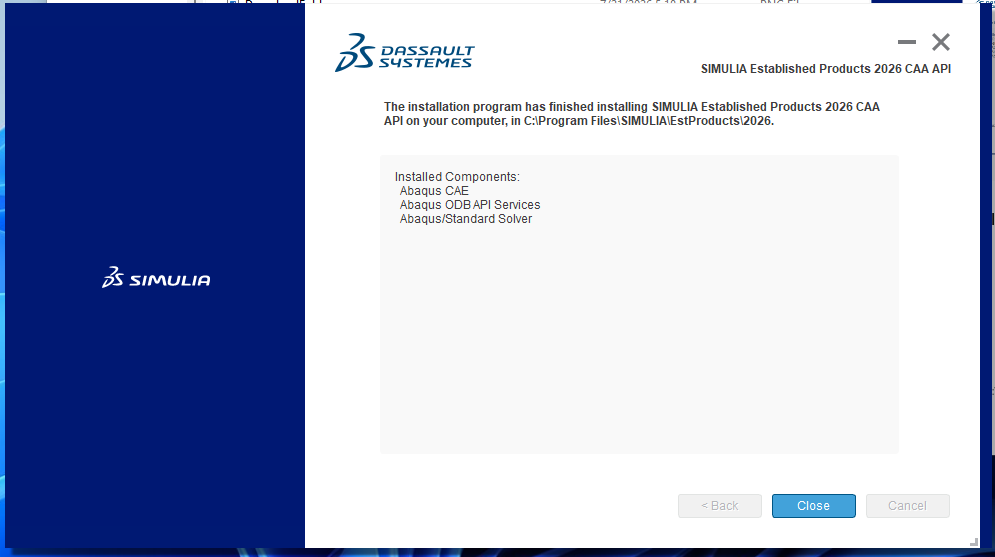 DASSAULT
SYSTEMES
SIMULIA Established Products 2026 CAA API
The installation program has finished installing SIMULIA Established Products 2026 CAA
API on your computer, in C:\Program Files\SIMULIA\EstProducts\2026.
Installed Components:
Abaqus CAE
Abaqus ODB API Services
Abaqus/Standard Solver
SIMULIA
< Back
Close
Cancel